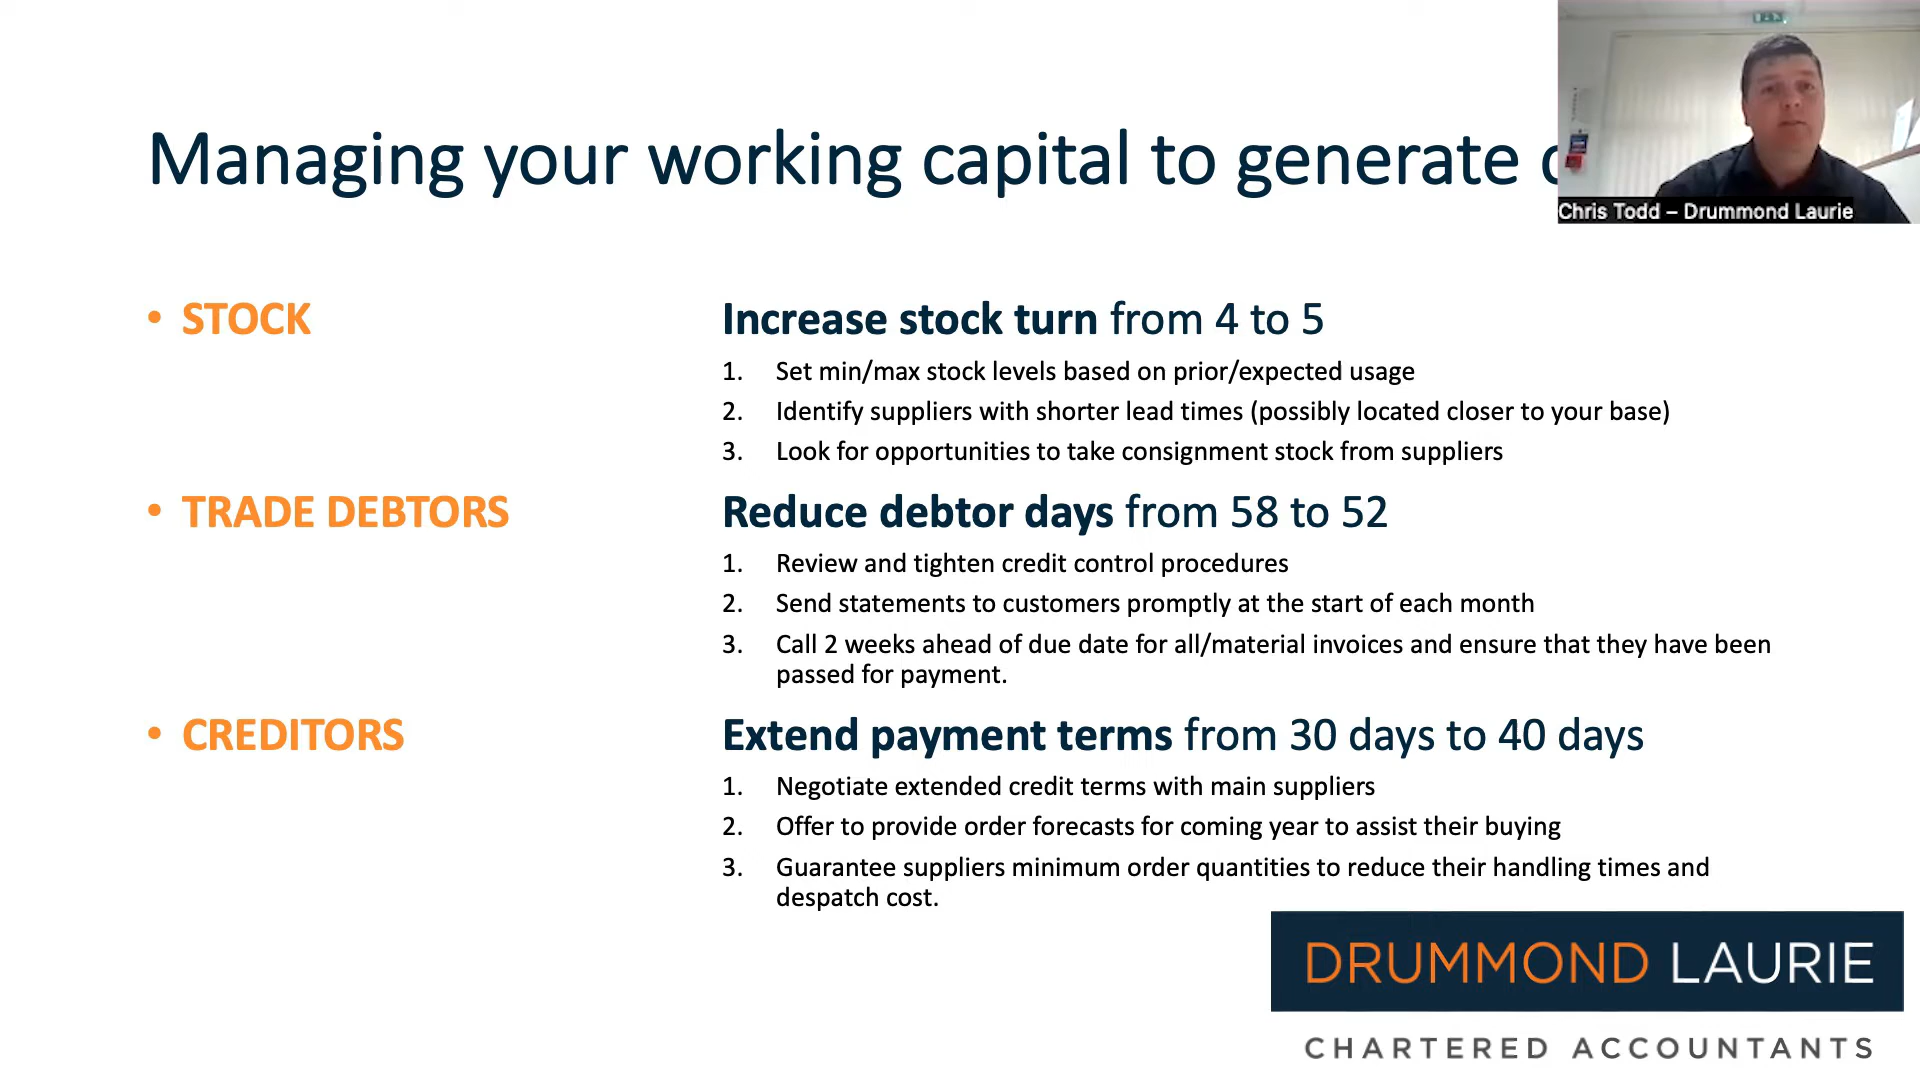 Managing your working capital to generate
Chris Todd – Drummond Laurie
• STOCK
Increase stock turn from 4 to 5
1. Set min/max stock levels based on prior/expected usage
2. Identify suppliers with shorter lead times (possibly located closer to your base)
3. Look for opportunities to take consignment stock from suppliers
• TRADE DEBTORS
Reduce debtor days from 58 to 52
1. Review and tighten credit control procedures
2. Send statements to customers promptly at the start of each month
3. Call 2 weeks ahead of due date for all/material invoices and ensure that they have been
passed for payment.
• CREDITORS
Extend payment terms from 30 days to 40 days
1. Negotiate extended credit terms with main suppliers
2. Offer to provide order forecasts for coming year to assist their buying
3. Guarantee suppliers minimum order quantities to reduce their handling times and
despatch cost.
DRUMMOND LAURIE
CHARTERED ACCOUNTANTS